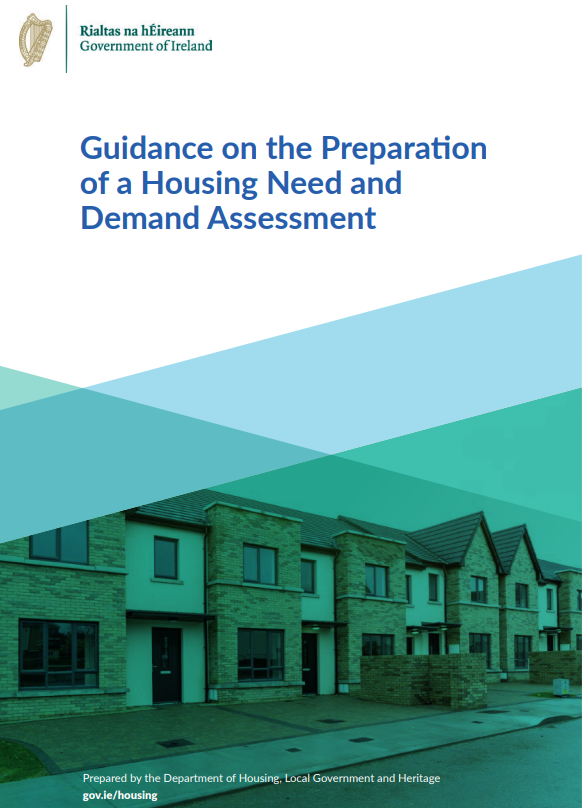 Rialtas na hÉireann
Government of Ireland
Guidance on the Preparation
of a Housing Need and
Demand Assessment
Prepared by the Department of Housing, Local Government and Heritage
gov.ie/housing